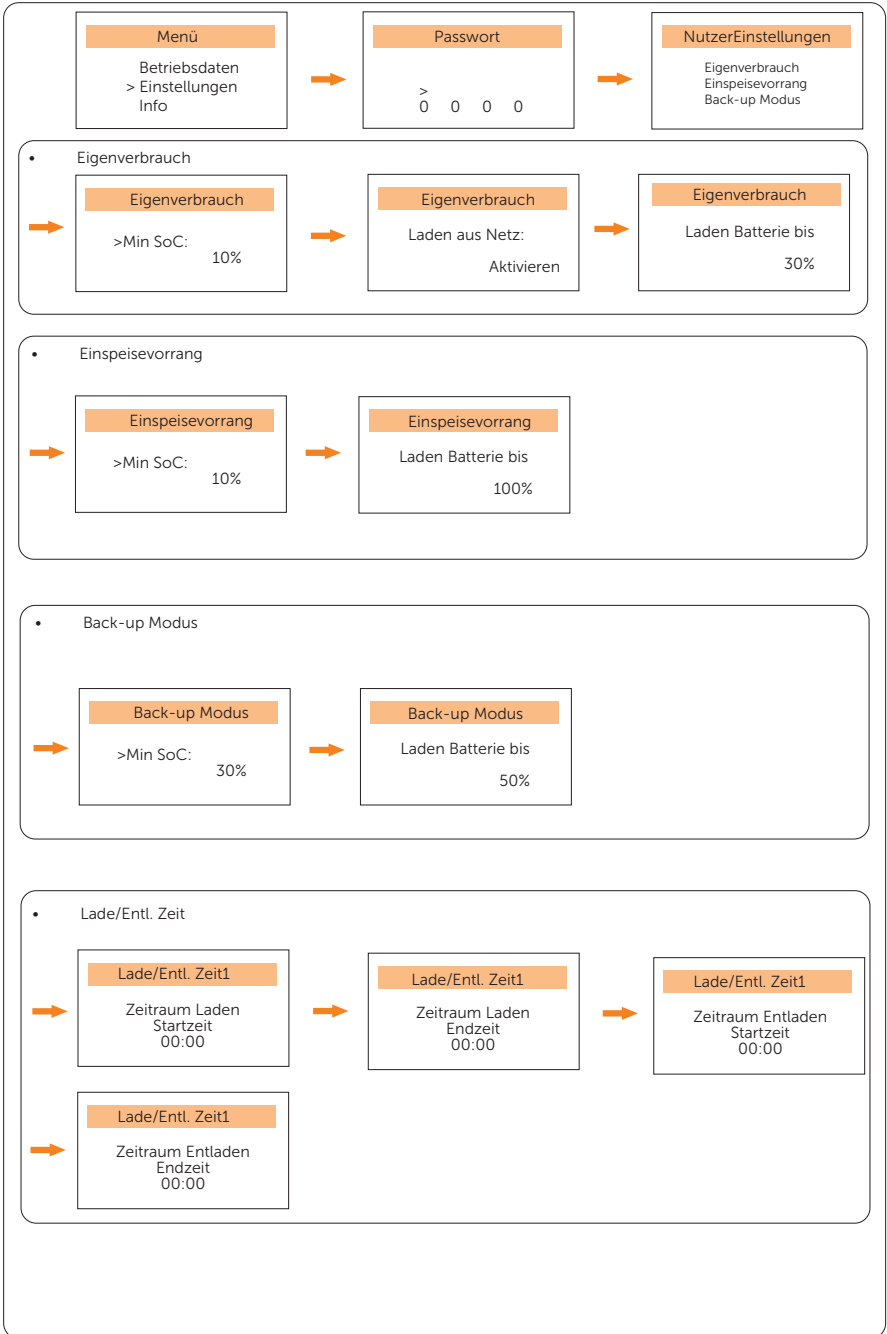 Menü
Betriebsdaten
> Einstellungen
Info
Passwort
>
0 0 0 0
NutzerEinstellungen
Eigenverbrauch
Einspeisevorrang
Back-up Modus
• Eigenverbrauch
Eigenverbrauch
>Min SoC:
10%
Eigenverbrauch
Laden aus Netz:
Aktivieren
Eigenverbrauch
Laden Batterie bis
30%
• Einspeisevorrang
Einspeisevorrang
>Min SoC:
10%
Einspeisevorrang
Laden Batterie bis
100%
• Back-up Modus
Back-up Modus
>Min SoC:
30%
Back-up Modus
Laden Batterie bis
50%
• Lade/Entl. Zeit
Lade/Entl. Zeit1
Zeitraum Laden
Startzeit
00:00
Lade/Entl. Zeit1
Zeitraum Laden
Endzeit
00:00
Lade/Entl. Zeit1
Zeitraum Entladen
Startzeit
00:00
Lade/Entl. Zeit1
Zeitraum Entladen
Endzeit
00:00